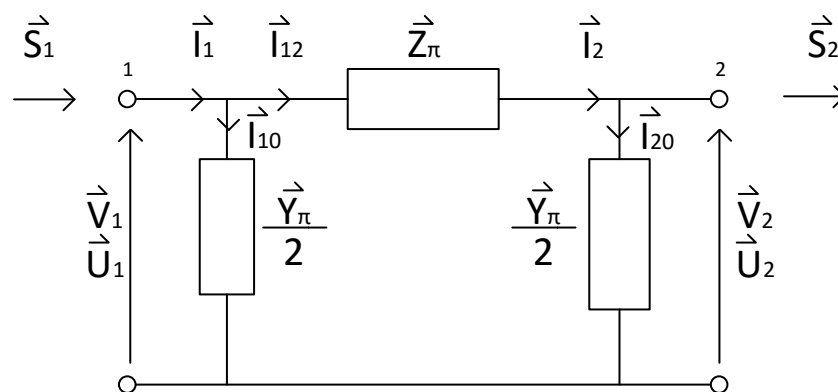 S⃗₁ I⃗₁ I⃗₁₂ Z⃗π I⃗₂ S⃗₂
1 2
I⃗₁₀ I⃗₂₀
V⃗₁ Y⃗π/2 Y⃗π/2 V⃗₂
U⃗₁ U⃗₂